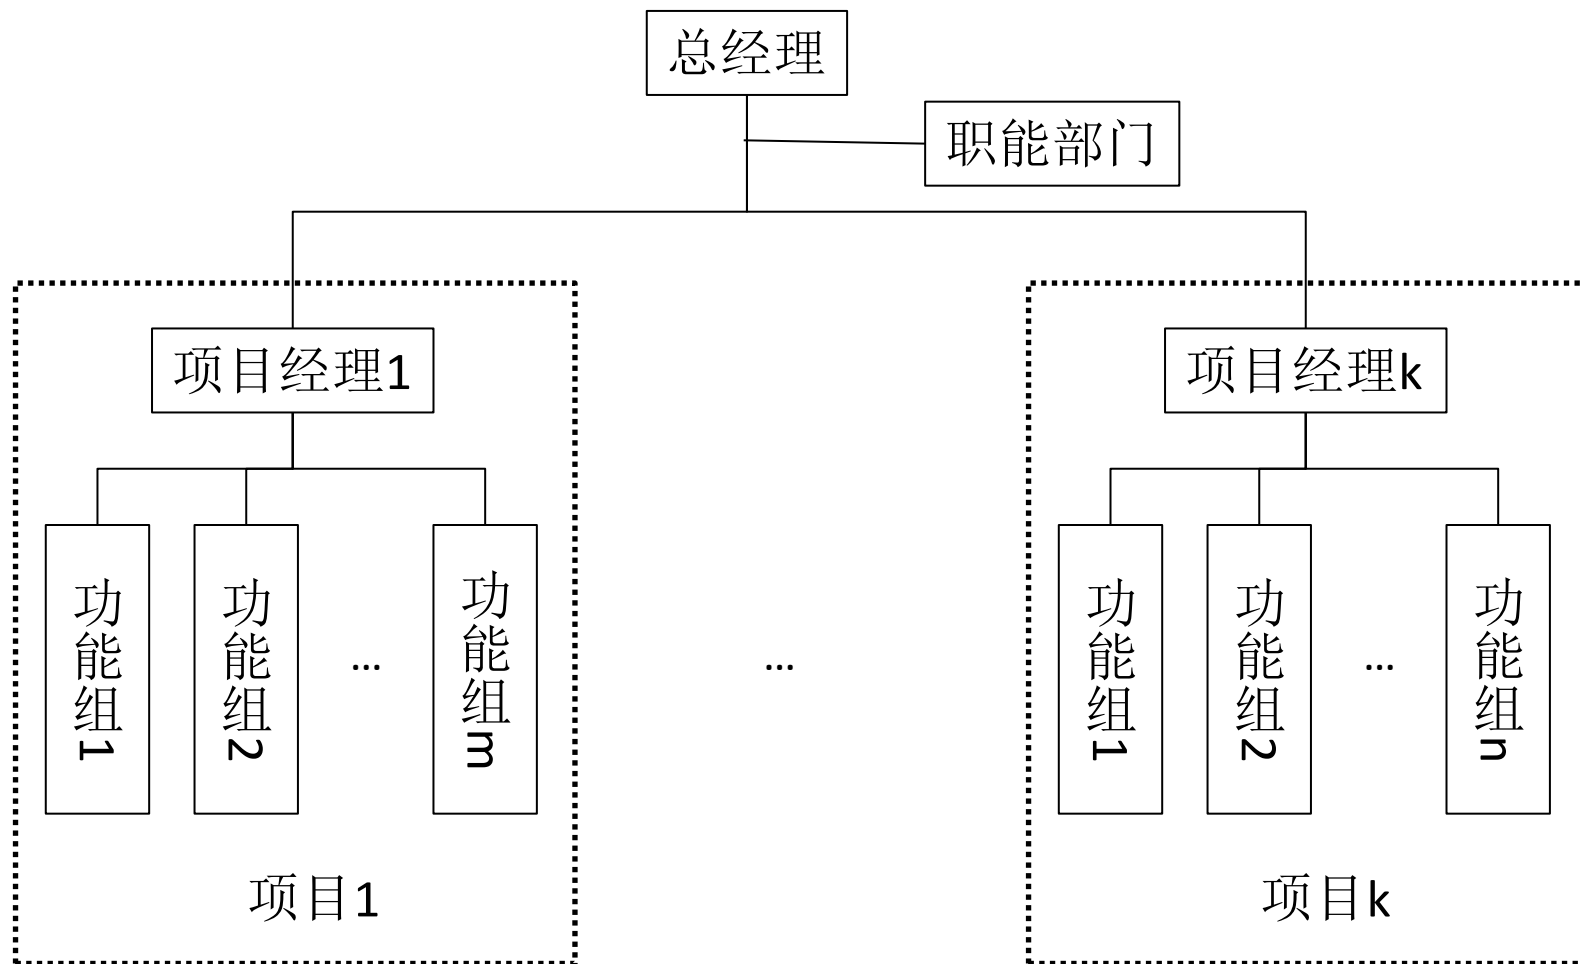 总经理
职能部门
项目经理1
项目经理k
功能组1
功能组2
...
功能组m
...
功能组1
功能组2
...
功能组n
项目1
项目k